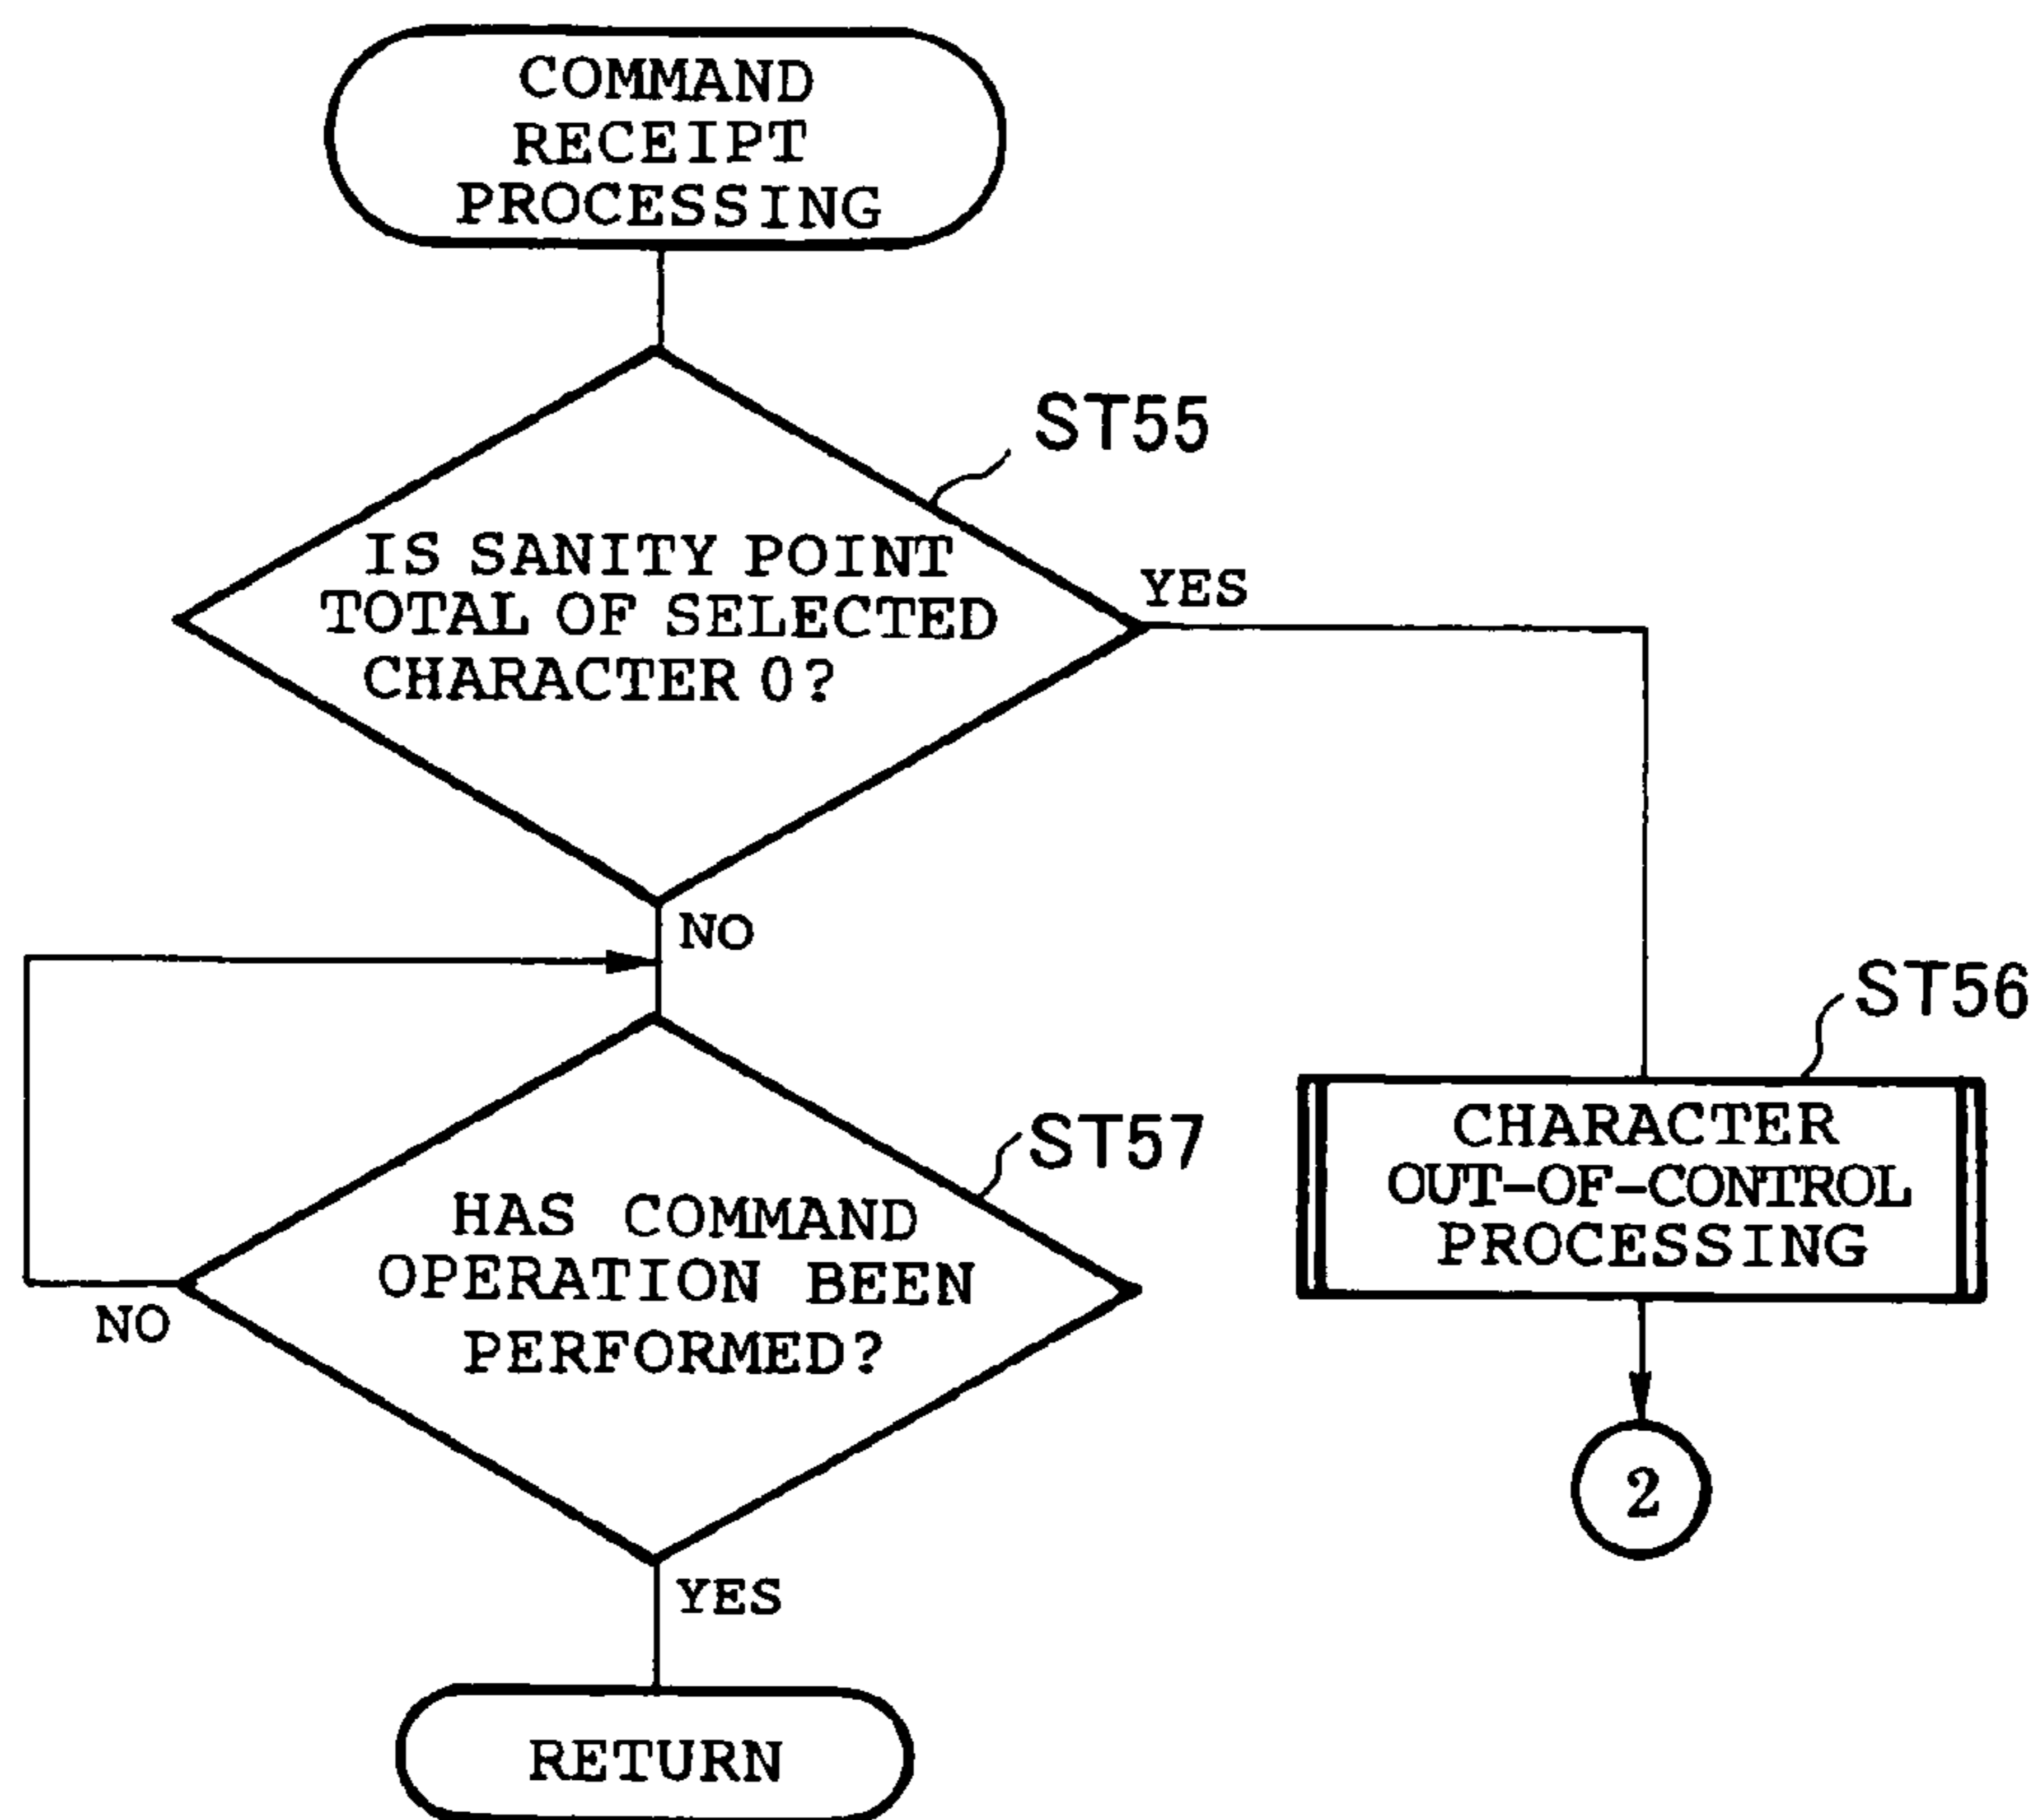 COMMAND
RECEIPT
PROCESSING
ST55
IS SANITY POINT
TOTAL OF SELECTED
CHARACTER 0?
YES
NO
ST56
CHARACTER
OUT-OF-CONTROL
PROCESSING
2
ST57
HAS COMMAND
OPERATION BEEN
PERFORMED?
NO
YES
RETURN